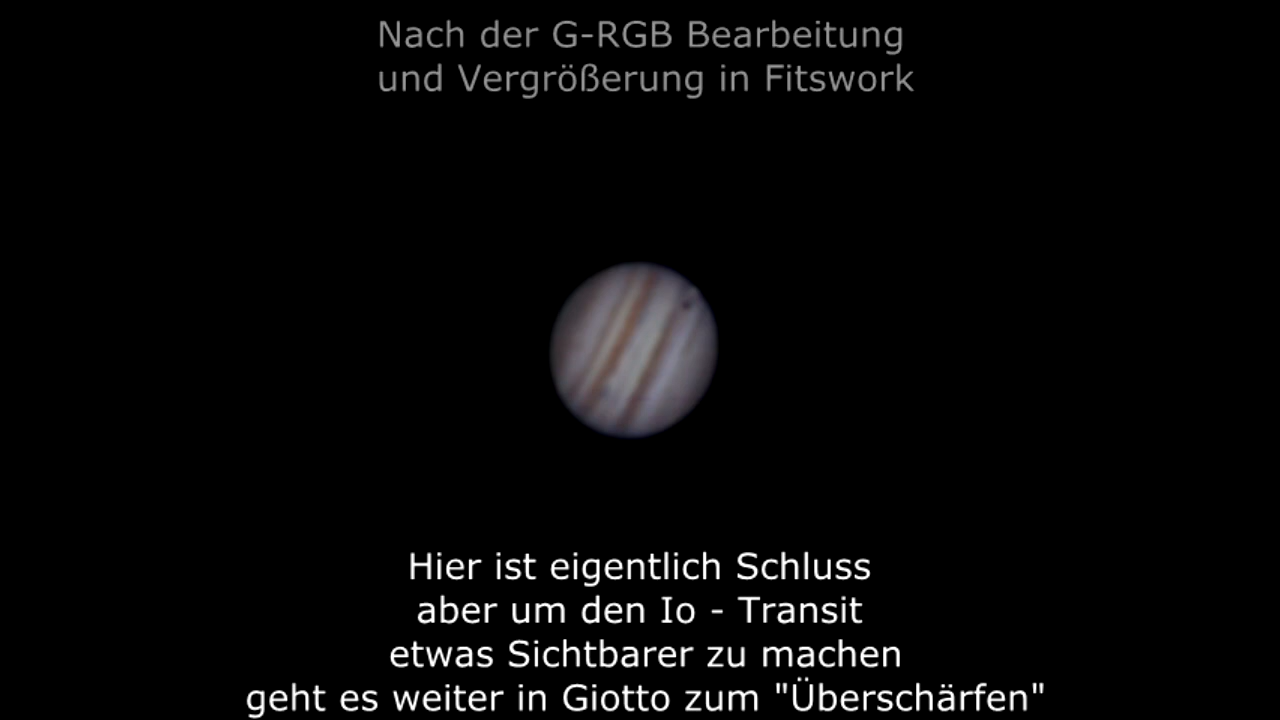 Nach der G-RGB Bearbeitung
und Vergrößerung in Fitswork
Hier ist eigentlich Schluss
aber um den Io - Transit
etwas Sichtbarer zu machen
geht es weiter in Giotto zum "Überschärfen"